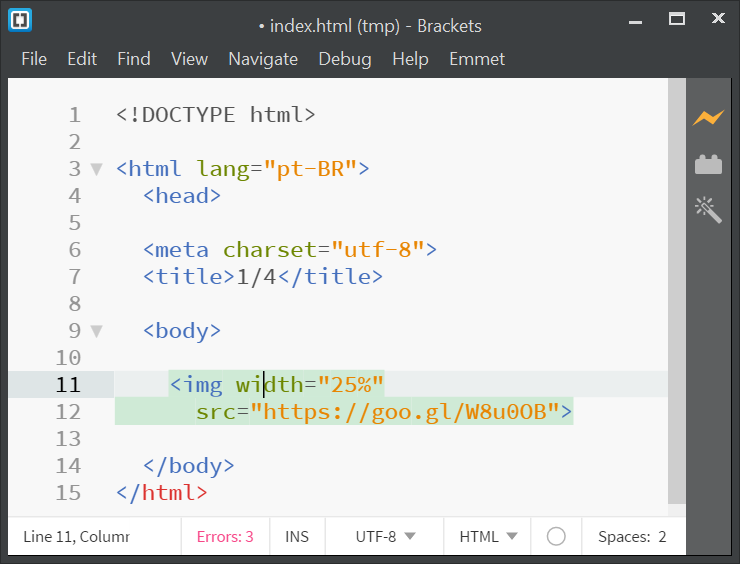 • index.html (tmp) - Brackets
File Edit Find View Navigate Debug Help Emmet
1 <!DOCTYPE html>
2
3 <html lang="pt-BR">
4 <head>
5
6 <meta charset="utf-8">
7 <title>1/4</title>
8
9 <body>
10
11 <img width="25%"
12 src="https://goo.gl/W8u0OB">
13
14 </body>
15 </html>
Line 11, Colum Errors: 3 INS UTF-8 HTML Spaces: 2